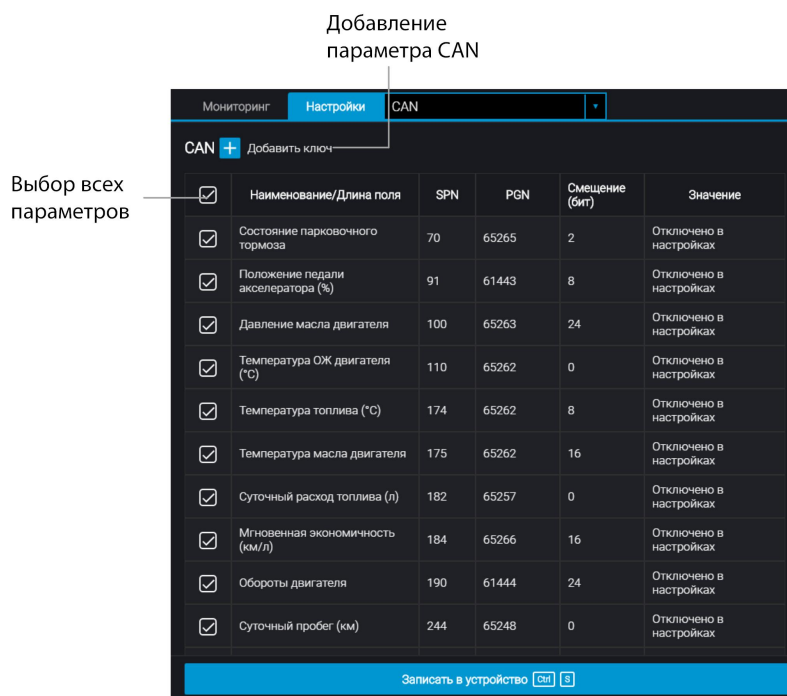 Добавление
параметра CAN
Мониторинг Настройки CAN
CAN + Добавить ключ
Выбор всех
параметров
Наименование/Длина поля SPN PGN Смещение (бит) Значение
Состояние парковочного тормоза 70 65265 2 Отключено в настройках
Положение педали акселератора (%) 91 61443 8 Отключено в настройках
Давление масла двигателя 100 65263 24 Отключено в настройках
Температура ОЖ двигателя (°C) 110 65262 0 Отключено в настройках
Температура топлива (°C) 174 65262 8 Отключено в настройках
Температура масла двигателя 175 65262 16 Отключено в настройках
Суточный расход топлива (л) 182 65257 0 Отключено в настройках
Мгновенная экономичность (км/л) 184 65266 16 Отключено в настройках
Обороты двигателя 190 61444 24 Отключено в настройках
Суточный пробег (км) 244 65248 0 Отключено в настройках
Записать в устройство Ctrl S